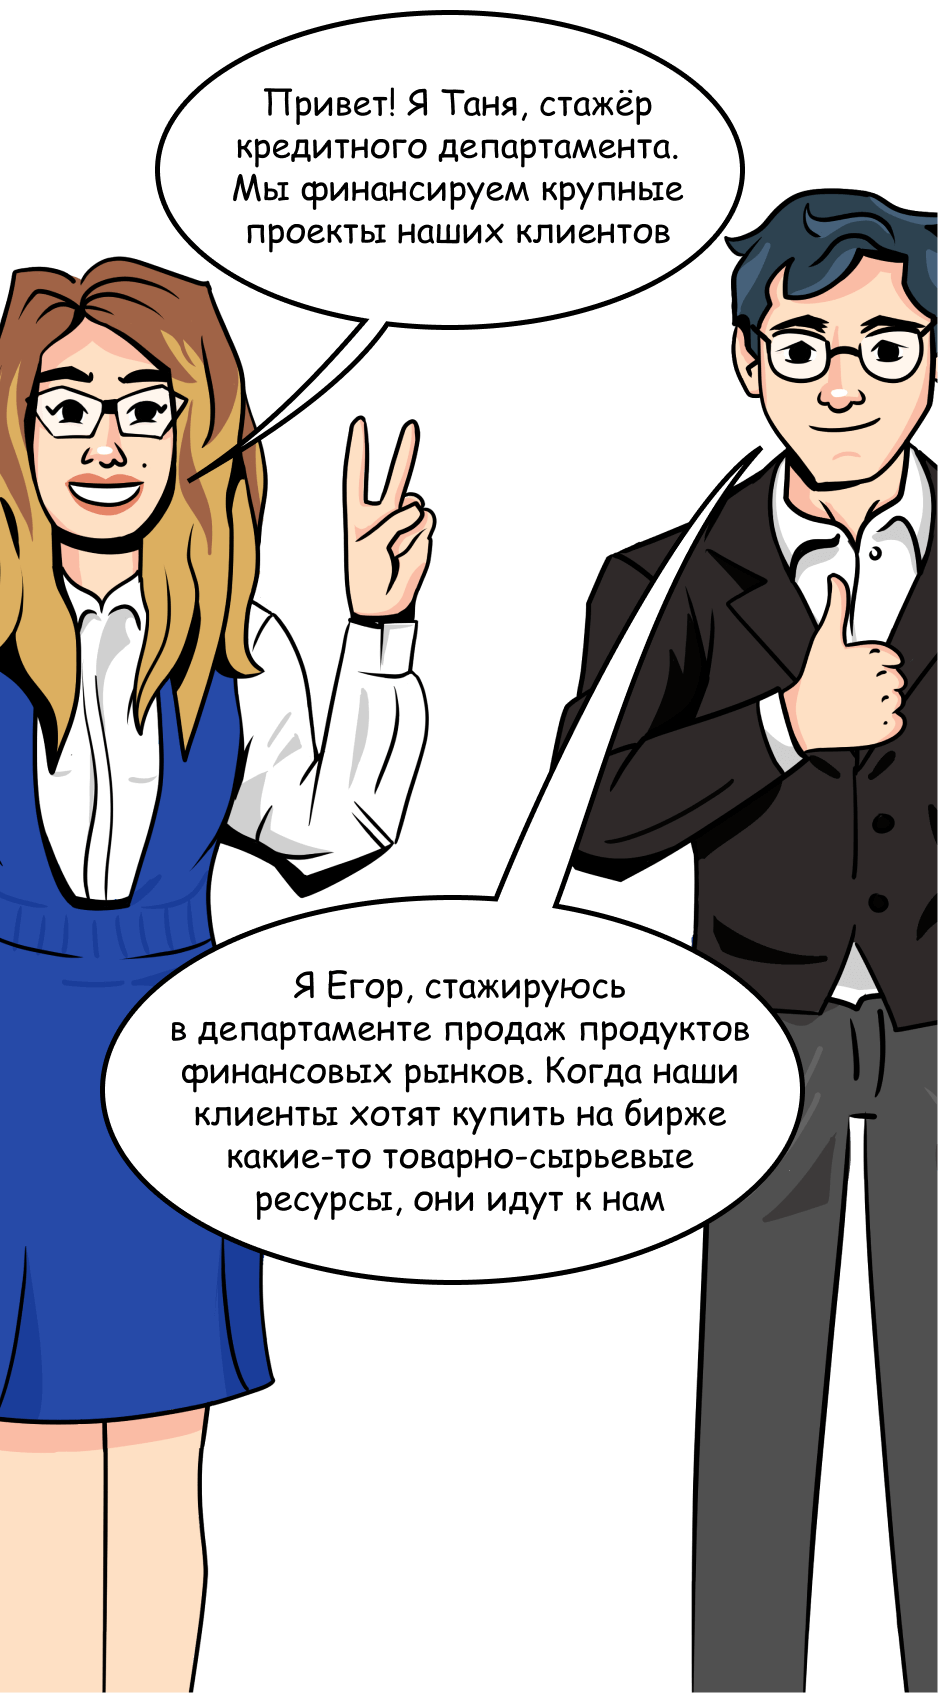 Привет! Я Таня, стажёр
кредитного департамента.
Мы финансируем крупные
проекты наших клиентов
Я Егор, стажируюсь
в департаменте продаж продуктов
финансовых рынков. Когда наши
клиенты хотят купить на бирже
какие-то товарно-сырьевые
ресурсы, они идут к нам